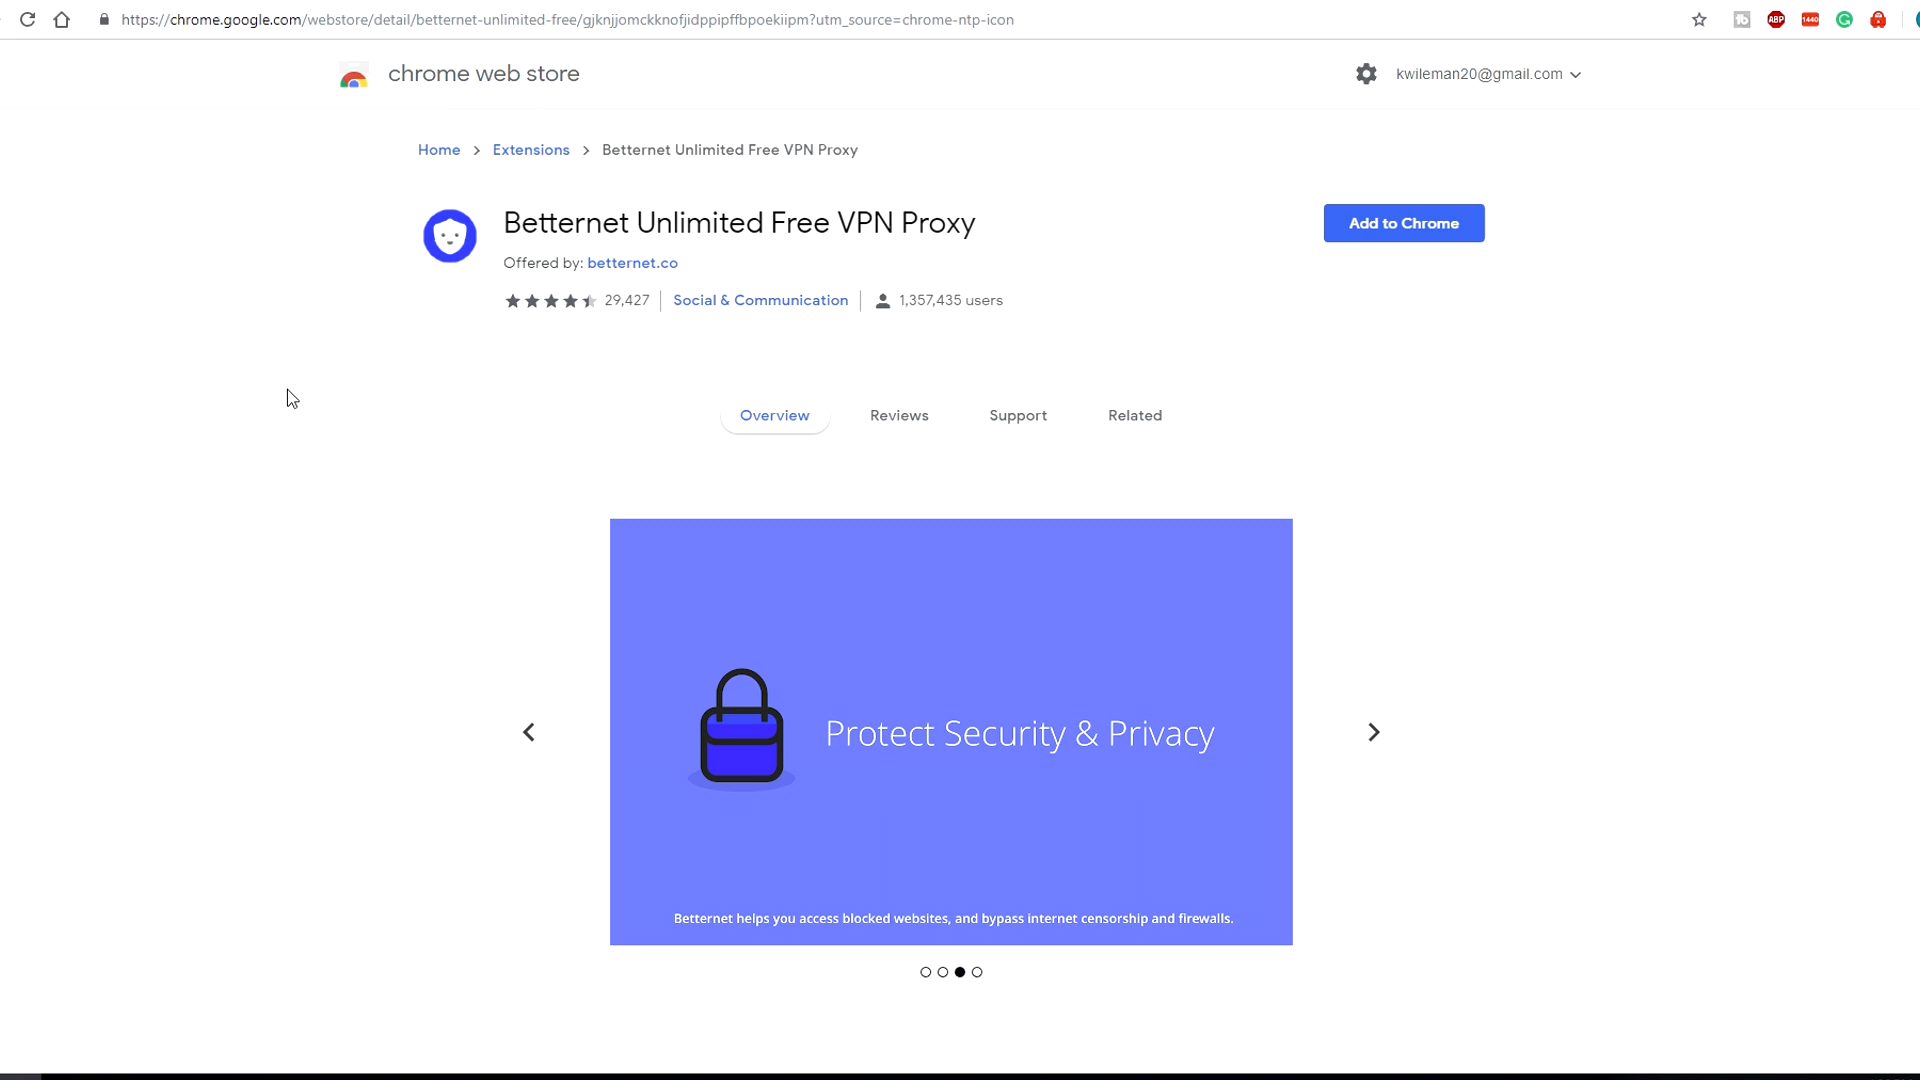 https://chrome.google.com/webstore/detail/betternet-unlimited-free/gjknjjomckknofjidppipffbpoekiipm?utm_source=chrome-ntp-icon
ABP
1440
chrome web store
kwileman20@gmail.com
Home > Extensions > Betternet Unlimited Free VPN Proxy
Betternet Unlimited Free VPN Proxy
Add to Chrome
Offered by: betternet.co
29,427 | Social & Communication | 1,357,435 users
Overview Reviews Support Related
Protect Security & Privacy
Betternet helps you access blocked websites, and bypass internet censorship and firewalls.